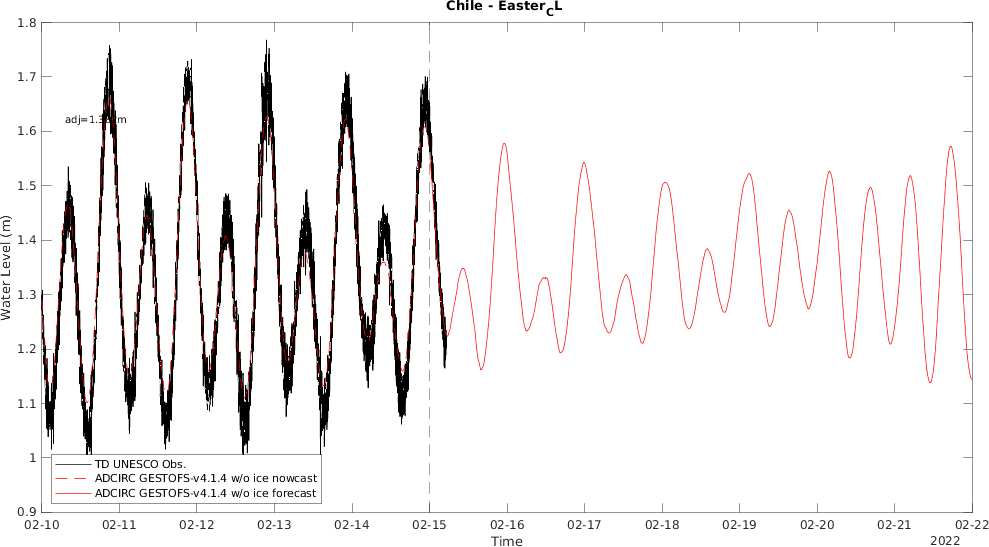 Chile - Easter_CL
1.8
1.7
1.6
1.5
1.4
1.3
1.2
1.1
1
0.9
Water Level (m)
TD UNESCO Obs.
ADCIRC GESTOFS-v4.1.4 w/o ice nowcast
ADCIRC GESTOFS-v4.1.4 w/o ice forecast
02-10 02-11 02-12 02-13 02-14 02-15 02-16 02-17 02-18 02-19 02-20 02-21 02-22
Time
2022